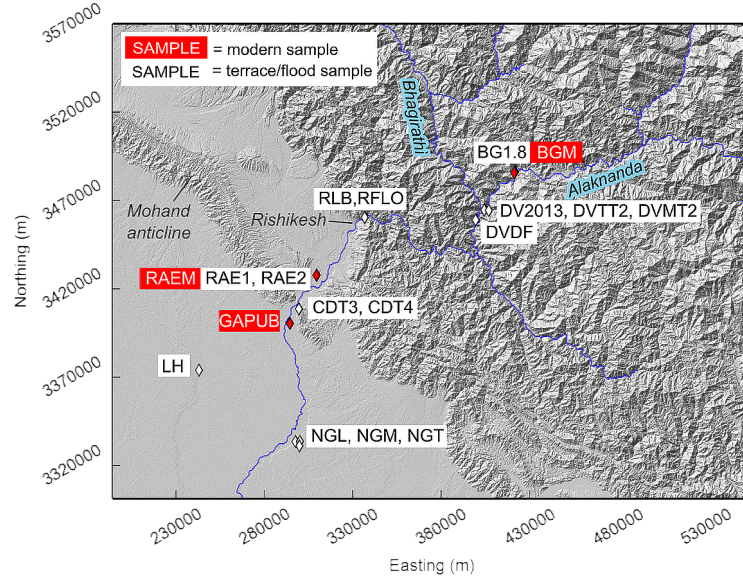 3570000
3520000
3470000
3420000
3370000
3320000
Northing (m)
SAMPLE = modern sample
SAMPLE = terrace/flood sample
Bhagirathi
BG1.8 BGM
Alaknanda
RLB,RFLO
Mohand
anticline
Rishikesh
DV2013, DVTT2, DVMT2
DVDF
RAEM RAE1, RAE2
CDT3, CDT4
GAPUB
LH
NGL, NGM, NGT
230000
280000
330000
380000
430000
480000
530000
Easting (m)